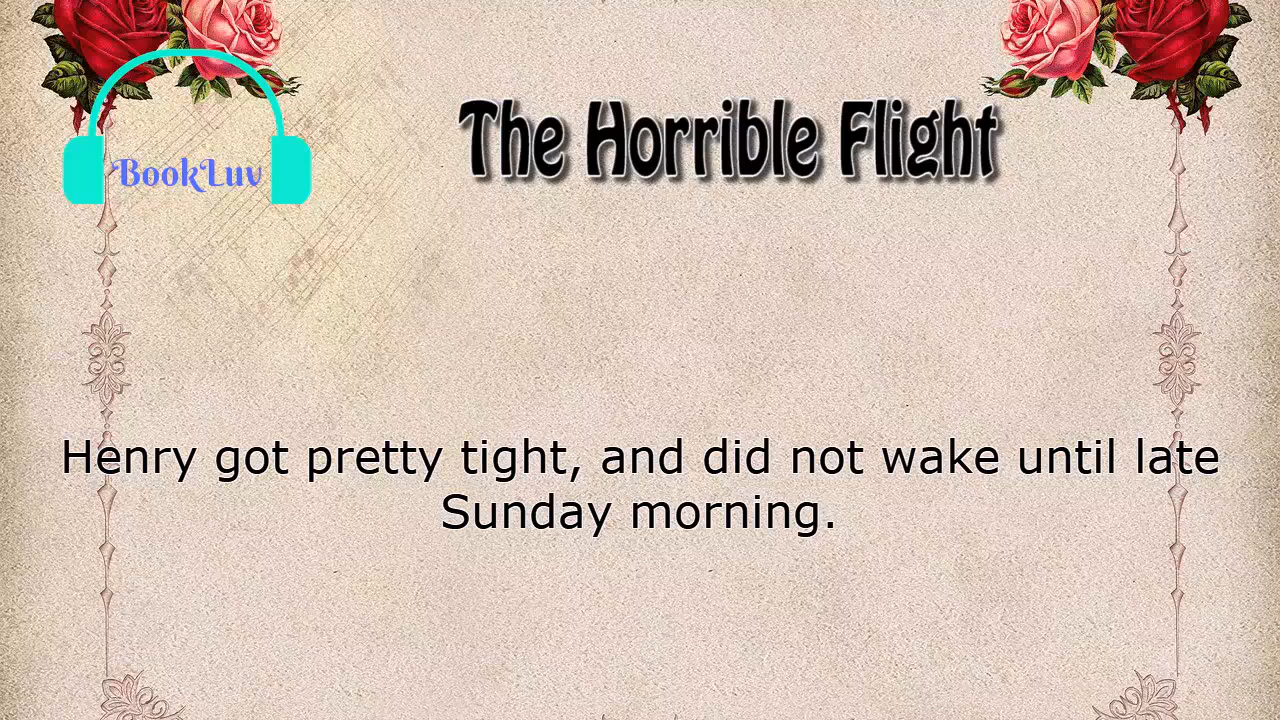 The Horrible Flight
BookLuv
Henry got pretty tight, and did not wake until late
Sunday morning.